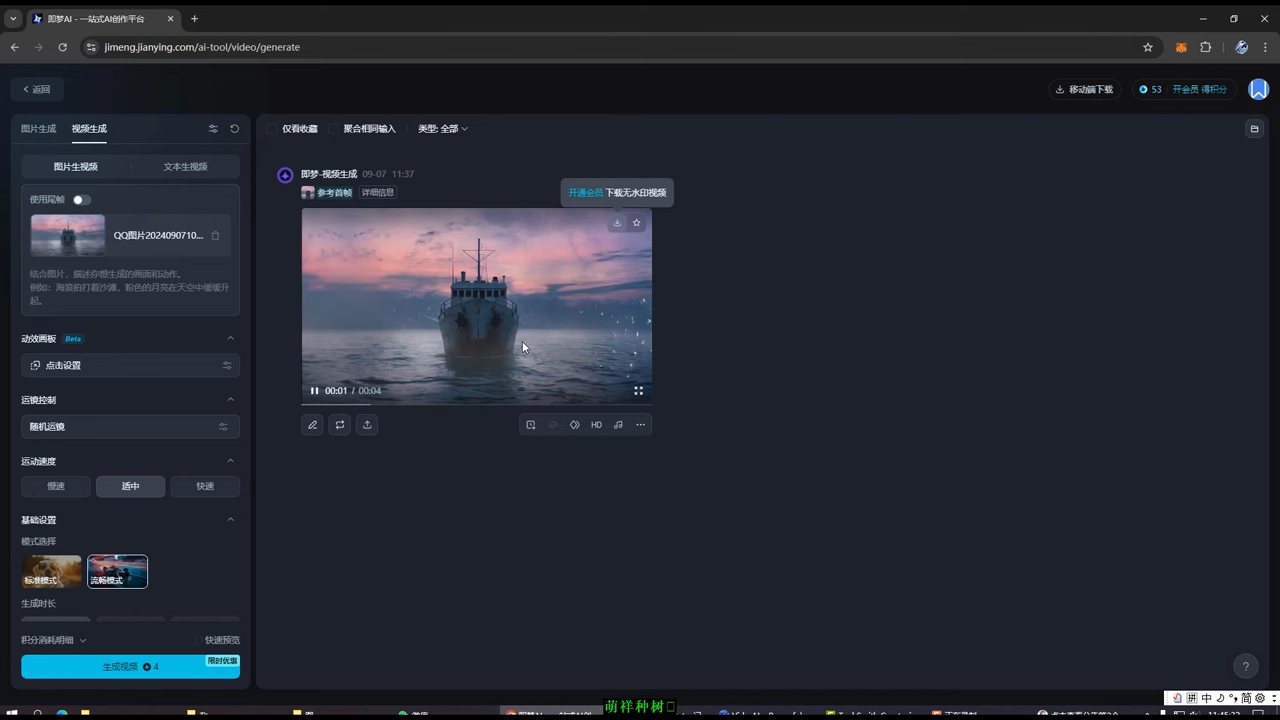 即梦AI - 一站式AI创作平台
jimeng.jianying.com/ai-tool/video/generate
返回
移动端下载
53 开会员 得积分
图片生成 视频生成
仅看收藏 聚合相同输入 类型: 全部
图片生视频 文本生视频
即梦-视频生成 09-07 11:37
参考首帧 详细信息
开通会员 下载无水印视频
使用尾帧
QQ图片2024090710...
结合图片，描述你想生成的画面和动作。
例如：海浪拍打着沙滩，粉色的月亮在天空中缓缓升
起。
动效画板 Beta
点击设置
00:01 / 00:04
运镜控制
随机运镜
HD
运动速度
慢速 适中 快速
基础设置
模式选择
标准模式 流畅模式
生成时长
积分消耗明细 快速预览
生成视频 4 限时优惠
?
拼 中 简
萌祥种树